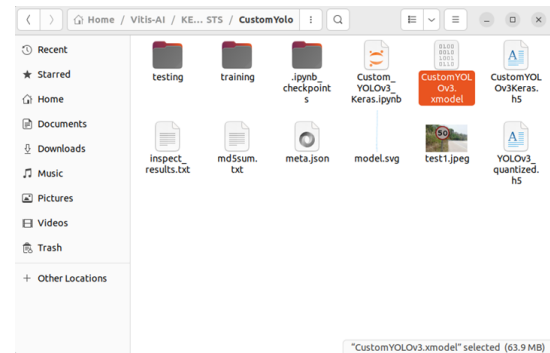 Home / Vitis-AI / KE... STS / CustomYolo
Recent
Starred
Home
Documents
Downloads
Music
Pictures
Videos
Trash
+ Other Locations
testing
training
.ipynb_
checkpoint
s
Custom_
YOLOv3_
Keras.ipynb
CustomYOL
Ov3.
xmodel
CustomYOL
Ov3Keras.
h5
inspect_
results.txt
md5sum.
txt
meta.json
model.svg
50
test1.jpeg
YOLOv3_
quantized.
h5
"CustomYOLOv3.xmodel" selected (63.9 MB)